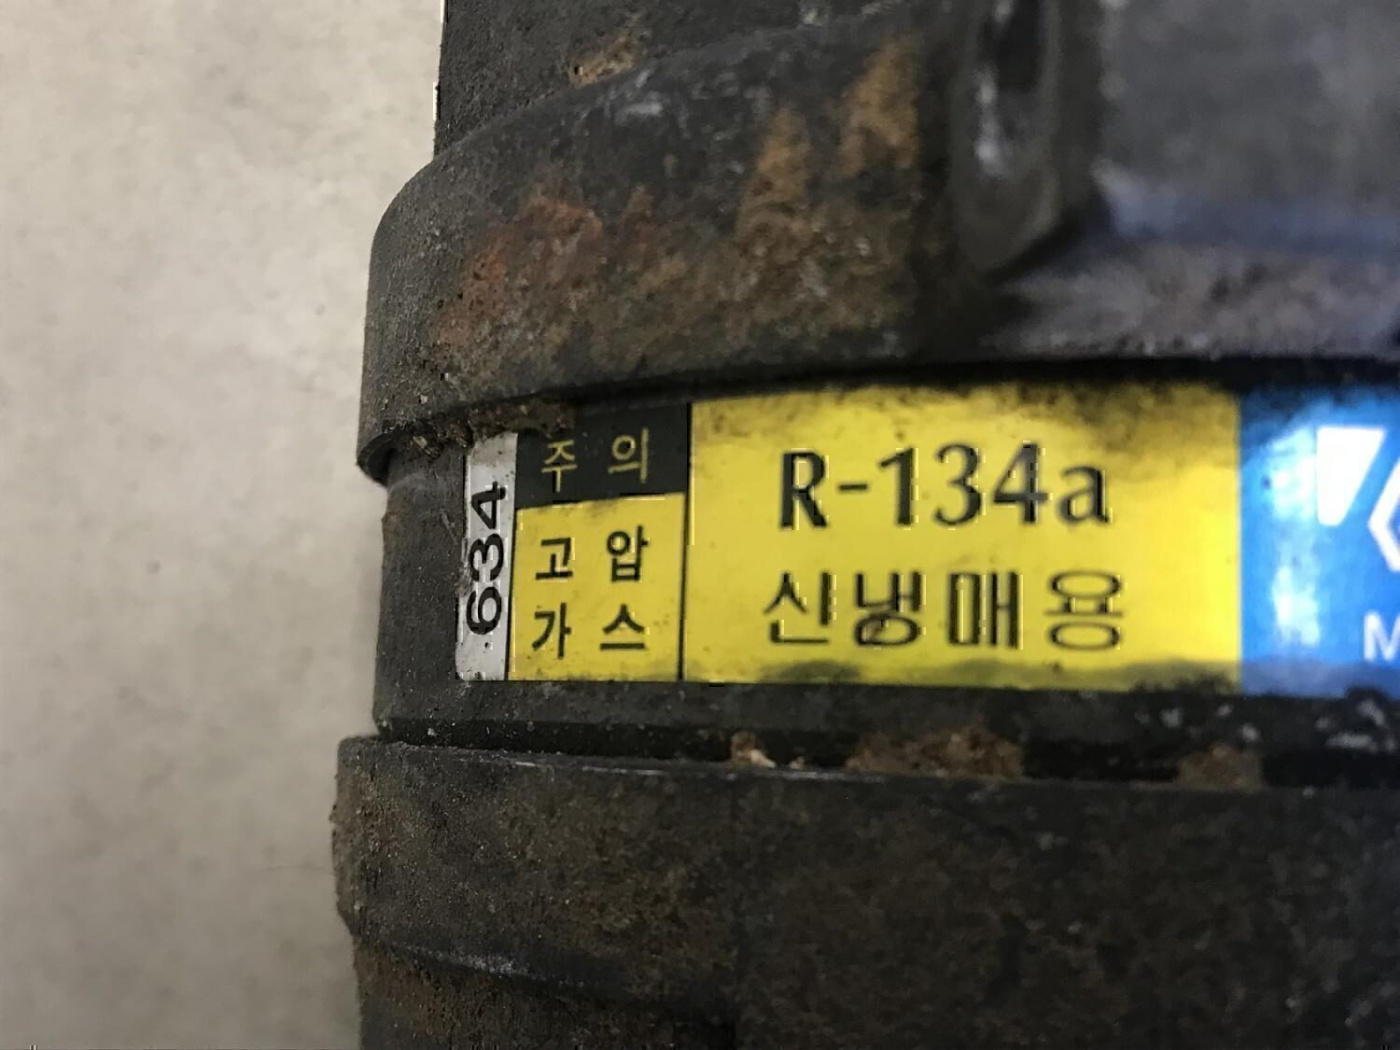 .634
주 의
고 압
가 스
R-134a
신냉매용
M